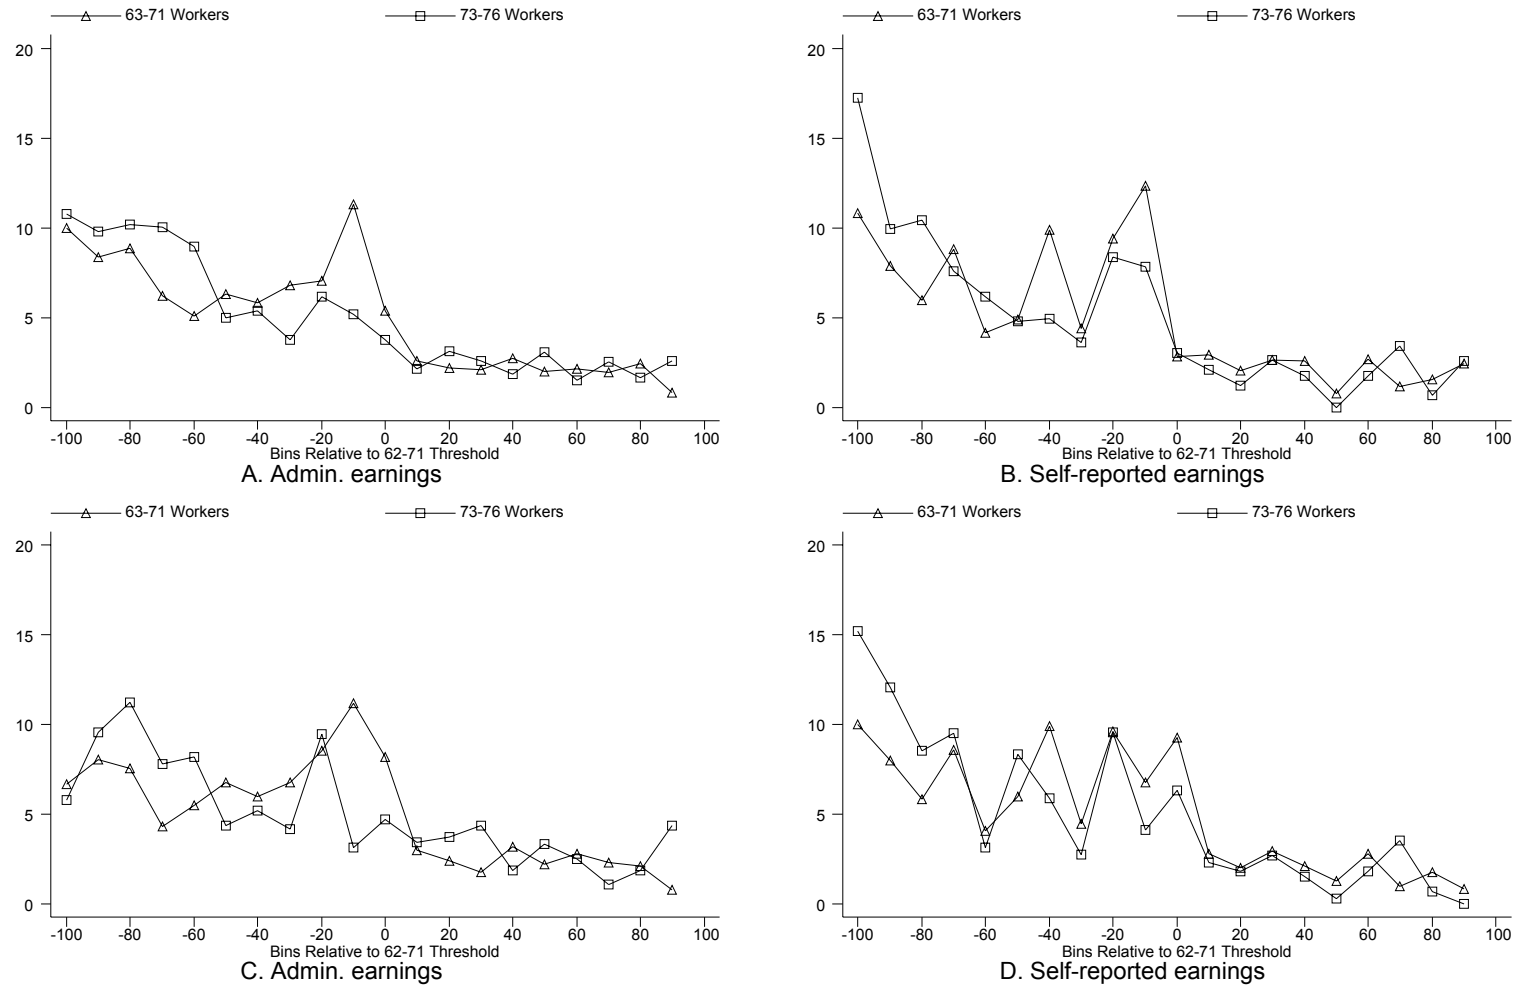 63-71 Workers 73-76 Workers
20
15
10
5
0
-100 -80 -60 -40 -20 0 20 40 60 80 100
Bins Relative to 62-71 Threshold
A. Admin. earnings
63-71 Workers 73-76 Workers
20
15
10
5
0
-100 -80 -60 -40 -20 0 20 40 60 80 100
Bins Relative to 62-71 Threshold
B. Self-reported earnings
63-71 Workers 73-76 Workers
20
15
10
5
0
-100 -80 -60 -40 -20 0 20 40 60 80 100
Bins Relative to 62-71 Threshold
C. Admin. earnings
63-71 Workers 73-76 Workers
20
15
10
5
0
-100 -80 -60 -40 -20 0 20 40 60 80 100
Bins Relative to 62-71 Threshold
D. Self-reported earnings